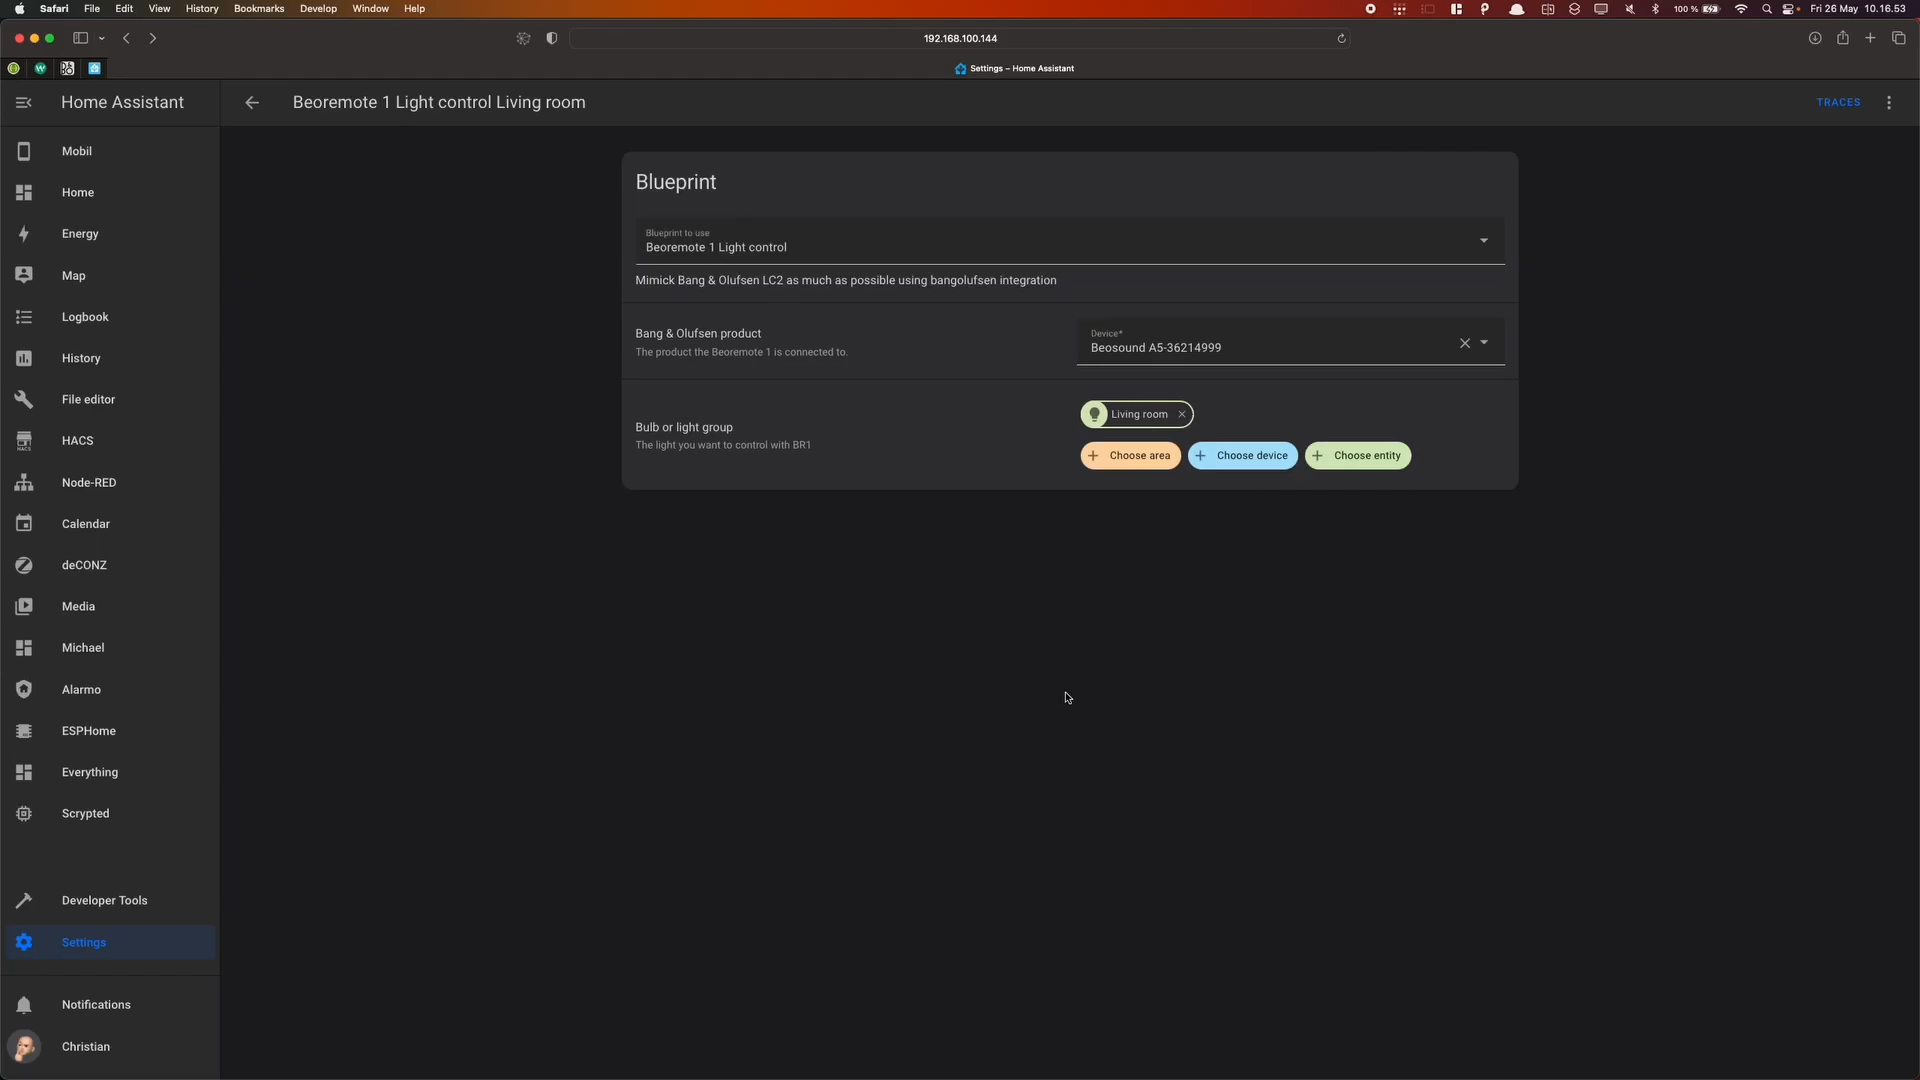 Safari File Edit View History Bookmarks Develop Window Help
100 % Fri 26 May 10.16.53
192.168.100.144
W
Settings – Home Assistant
Home Assistant
Beoremote 1 Light control Living room
TRACES
Mobil
Home
Energy
Map
Logbook
History
File editor
HACS
HACS
Node-RED
Calendar
deCONZ
Media
Michael
Alarmo
ESPHome
Everything
Scrypted
Developer Tools
Settings
Notifications
Christian
Blueprint
Blueprint to use
Beoremote 1 Light control
Mimick Bang & Olufsen LC2 as much as possible using bangolufsen integration
Bang & Olufsen product
The product the Beoremote 1 is connected to.
Device*
Beosound A5-36214999
Bulb or light group
The light you want to control with BR1
Living room
Choose area
Choose device
Choose entity